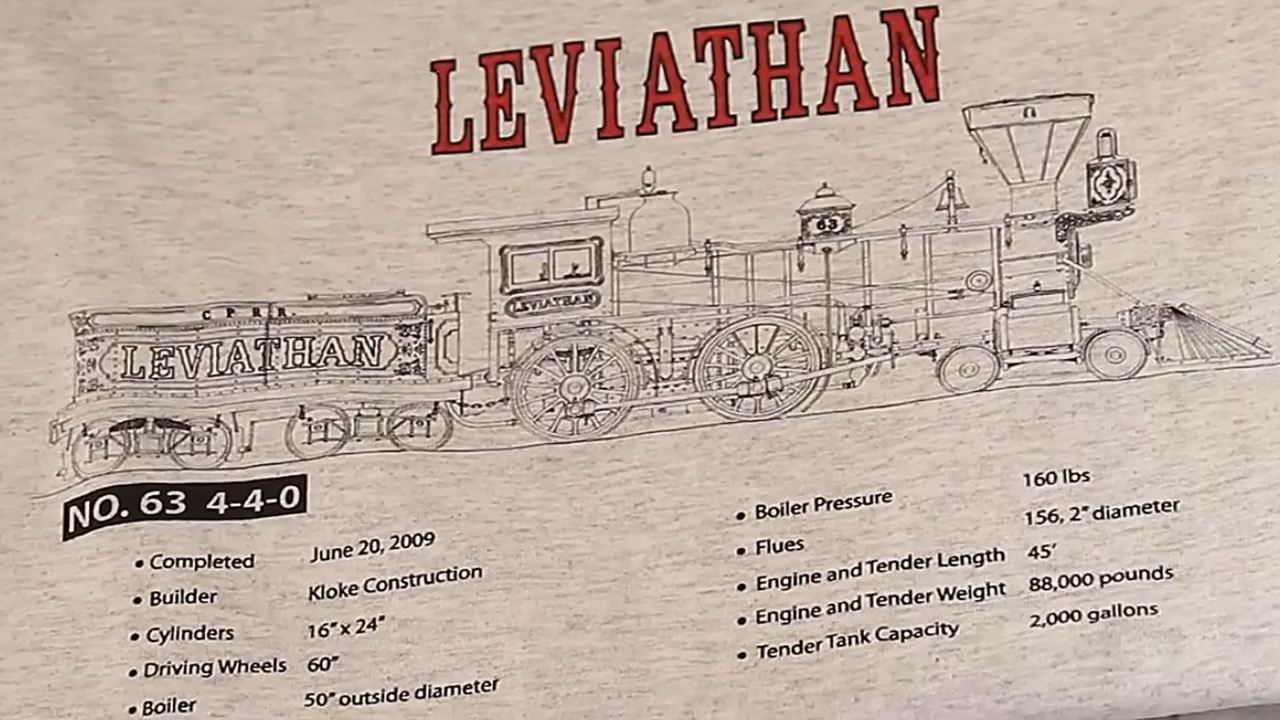 LEVIATHAN
63
LEVIATHAN
C P R R.
LEVIATHAN
NO. 63 4-4-0
• Completed June 20, 2009
• Builder Kloke Construction
• Cylinders 16" x 24"
• Driving Wheels 60"
• Boiler 50" outside diameter
• Boiler Pressure 160 lbs
• Flues 156, 2" diameter
• Engine and Tender Length 45'
• Engine and Tender Weight 88,000 pounds
• Tender Tank Capacity 2,000 gallons